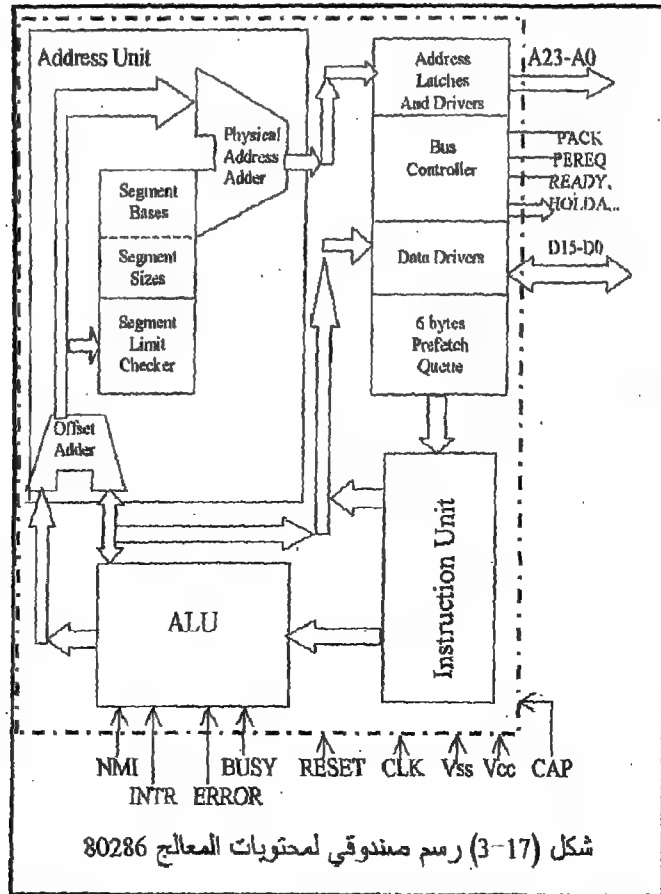 Address Unit
Physical
Address
Adder
Segment
Bases
Segment
Sizes
Segment
Limit
Checker
Offset
Adder
Address
Latches
And Drivers
Bus
Controller
Data Drivers
6 bytes
Prefetch
Queue
A23-A0
PACK
PEREQ
READY,
HOLDA...
D15-D0
Instruction Unit
ALU
NMI
INTR
ERROR
BUSY
RESET
CLK
Vss
Vcc
CAP
شكل (3-17) رسم صندوقي لمحتويات المعالج 80286